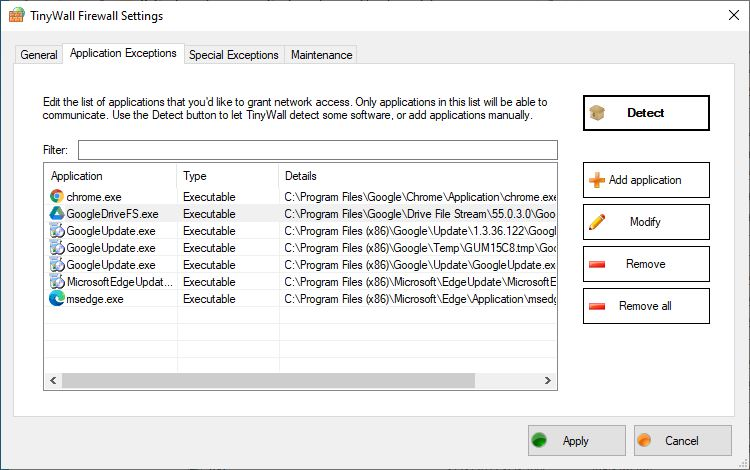 TinyWall Firewall Settings
General Application Exceptions Special Exceptions Maintenance
Edit the list of applications that you'd like to grant network access. Only applications in this list will be able to
communicate. Use the Detect button to let TinyWall detect some software, or add applications manually.
Detect
Filter:
Application Type Details
chrome.exe Executable C:\Program Files\Google\Chrome\Application\chrome.exe
GoogleDriveFS.exe Executable C:\Program Files\Google\Drive File Stream\55.0.3.0\Goo
GoogleUpdate.exe Executable C:\Program Files (x86)\Google\Update\1.3.36.122\Googl
GoogleUpdate.exe Executable C:\Program Files (x86)\Google\Temp\GUM15C8.tmp\Goo
GoogleUpdate.exe Executable C:\Program Files (x86)\Google\Update\GoogleUpdate.ex
MicrosoftEdgeUpdat... Executable C:\Program Files (x86)\Microsoft\EdgeUpdate\MicrosoftE
msedge.exe Executable C:\Program Files (x86)\Microsoft\Edge\Application\msedg
Add application
Modify
Remove
Remove all
Apply
Cancel